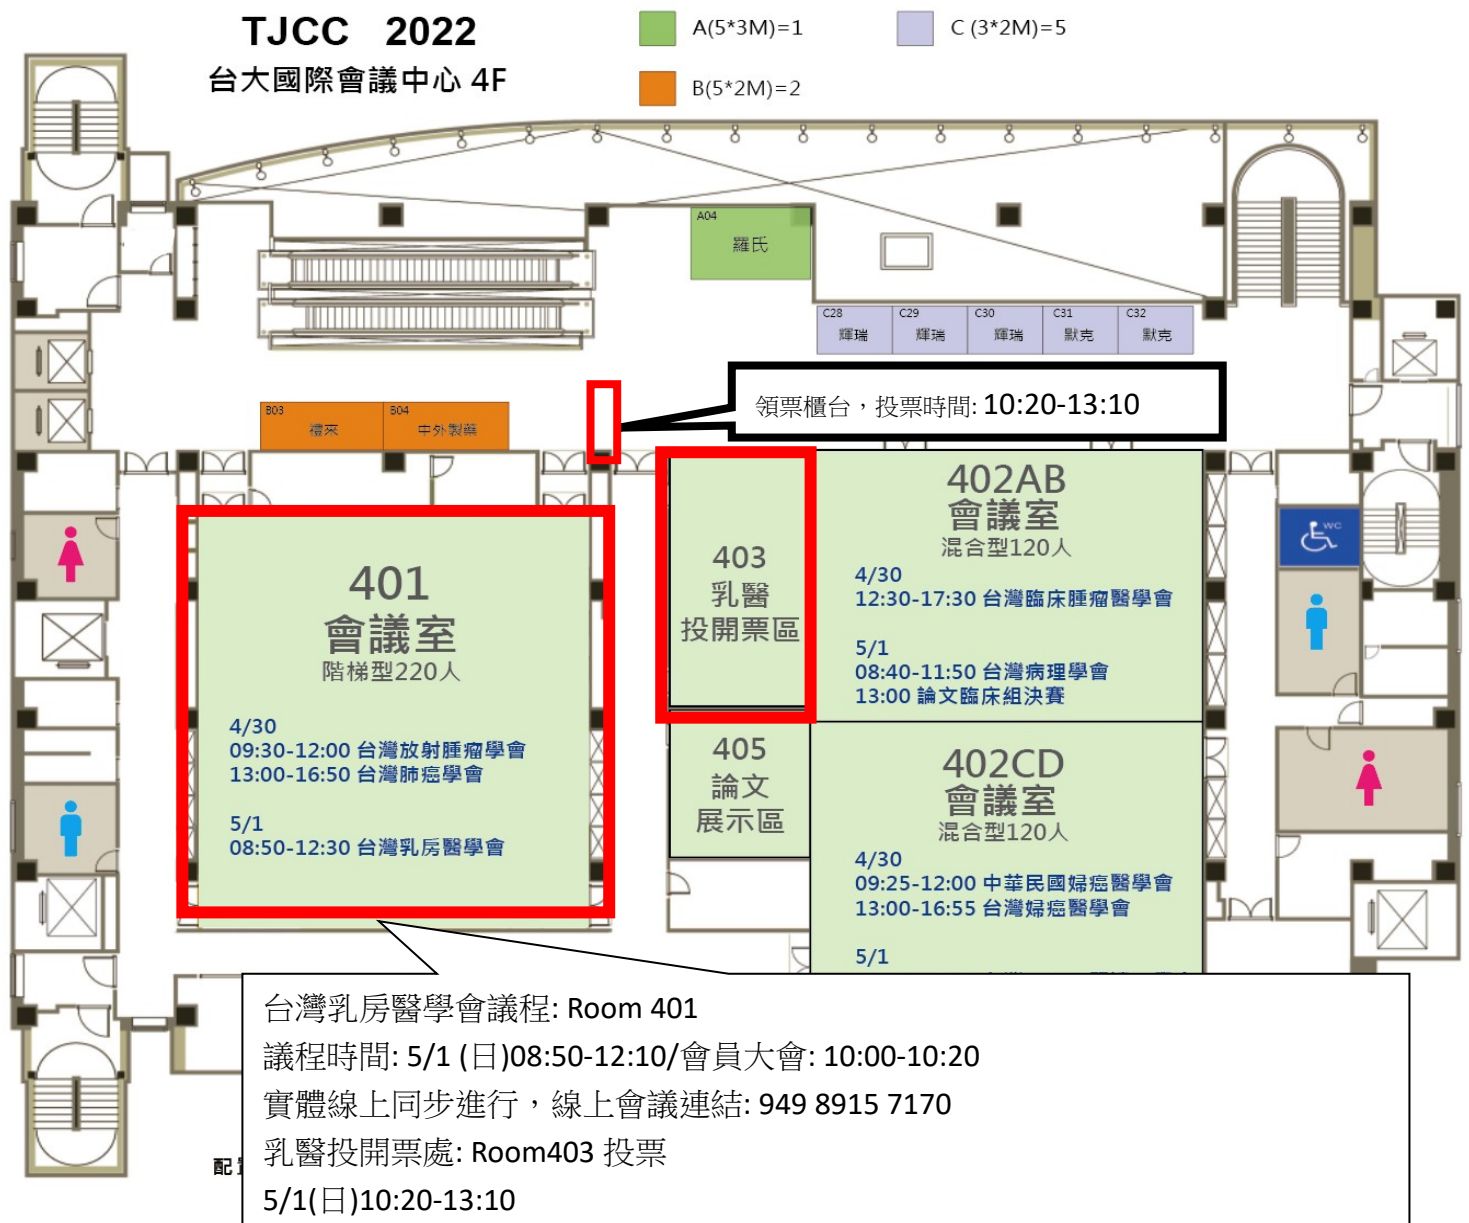 TJCC 2022
台大國際會議中心 4F
A(5*3M)=1
C (3*2M)=5
B(5*2M)=2
A04
羅氏
C28
輝瑞
C29
輝瑞
C30
輝瑞
C31
默克
C32
默克
領票櫃台，投票時間: 10:20-13:10
B03
禮來
B04
中外製藥
401
會議室
階梯型220人
4/30
09:30-12:00 台灣放射腫瘤學會
13:00-16:50 台灣肺癌學會
5/1
08:50-12:30 台灣乳房醫學會
403
乳醫
投開票區
402AB
會議室
混合型120人
4/30
12:30-17:30 台灣臨床腫瘤醫學會
5/1
08:40-11:50 台灣病理學會
13:00 論文臨床組決賽
WC
405
論文
展示區
402CD
會議室
混合型120人
4/30
09:25-12:00 中華民國婦癌醫學會
13:00-16:55 台灣婦癌醫學會
5/1
台灣乳房醫學會議程: Room 401
議程時間: 5/1 (日)08:50-12:10/會員大會: 10:00-10:20
實體線上同步進行，線上會議連結: 949 8915 7170
乳醫投開票處: Room403 投票
5/1(日)10:20-13:10
配